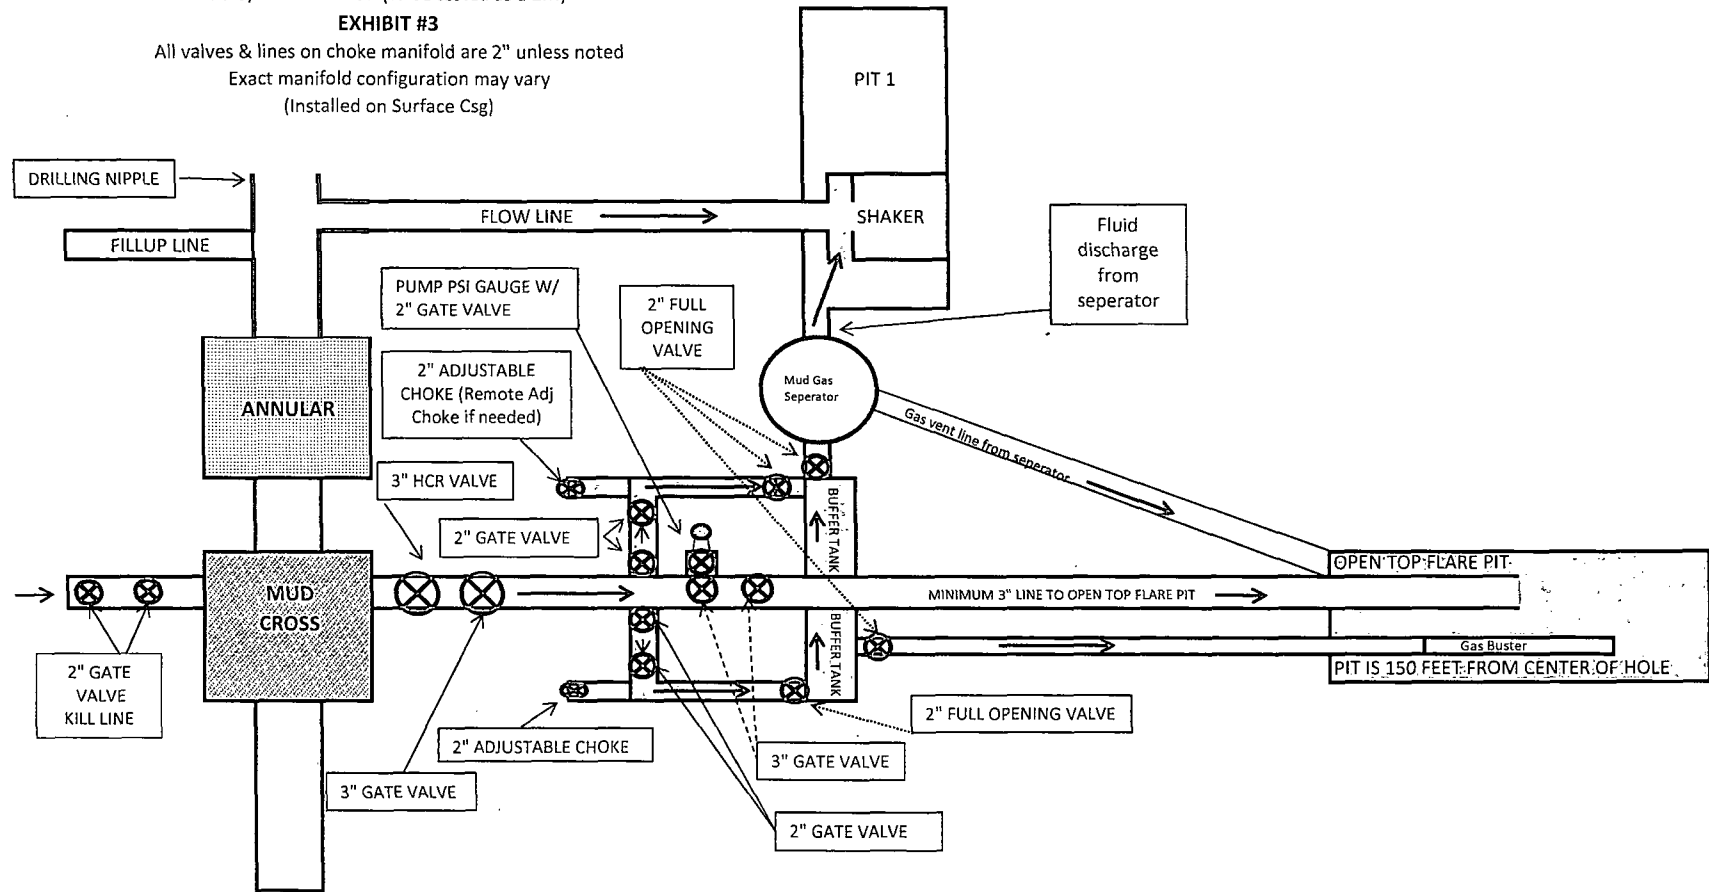 EXHIBIT #3
All valves & lines on choke manifold are 2" unless noted
Exact manifold configuration may vary
(Installed on Surface Csg)
PIT 1
DRILLING NIPPLE
FLOW LINE
SHAKER
FILLUP LINE
Fluid
discharge
from
seperator
PUMP PSI GAUGE W/
2" GATE VALVE
2" FULL
OPENING
VALVE
2" ADJUSTABLE
CHOKE (Remote Adj
Choke if needed)
Mud Gas
Seperator
ANNULAR
Gas vent line from seperator
3" HCR VALVE
BUFFER TANK
2" GATE VALVE
OPEN TOP FLARE PIT
MUD
CROSS
MINIMUM 3" LINE TO OPEN TOP FLARE PIT
BUFFER TANK
Gas Buster
PIT IS 150 FEET FROM CENTER OF HOLE
2" GATE
VALVE
KILL LINE
2" FULL OPENING VALVE
2" ADJUSTABLE CHOKE
3" GATE VALVE
3" GATE VALVE
2" GATE VALVE